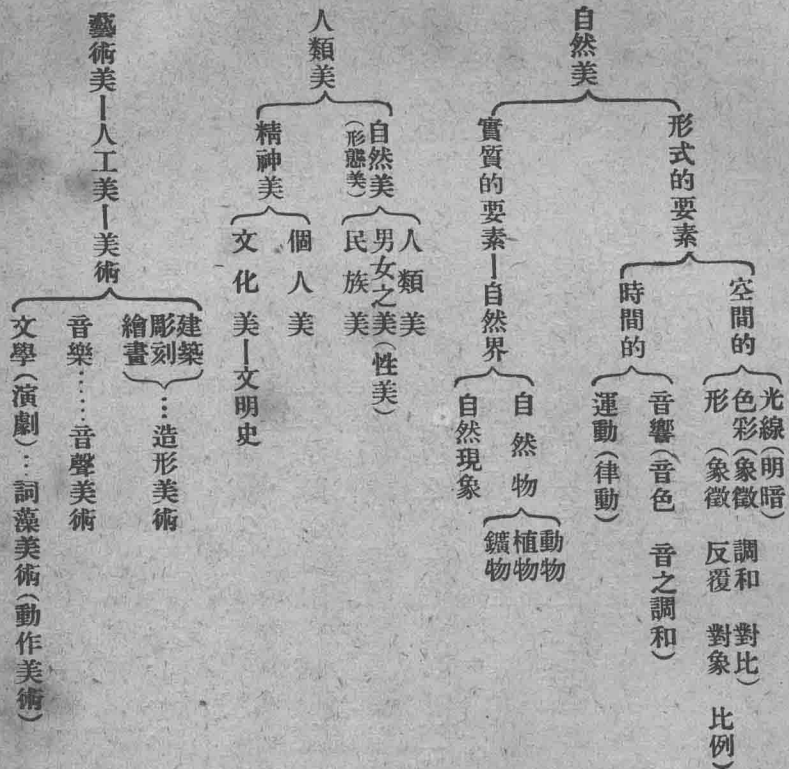 自然美
形式的要素
空間的
光線(明暗)
色彩(象徵 調和 對比)
形 (象徵 反覆 對象 比例)
時間的
音響(音色 音之調和)
運動(律動)
實質的要素—自然界
自然物
動物
植物
鑛物
自然現象
人類美
自然美
(形態美)
人類美
男女之美(性美)
民族美
精神美
個人美
文化美—文明史
藝術美—人工美—美術
建築
彫刻
繪畫
…造形美術
音樂……音聲美術
文學(演劇)…詞藻美術(動作美術)